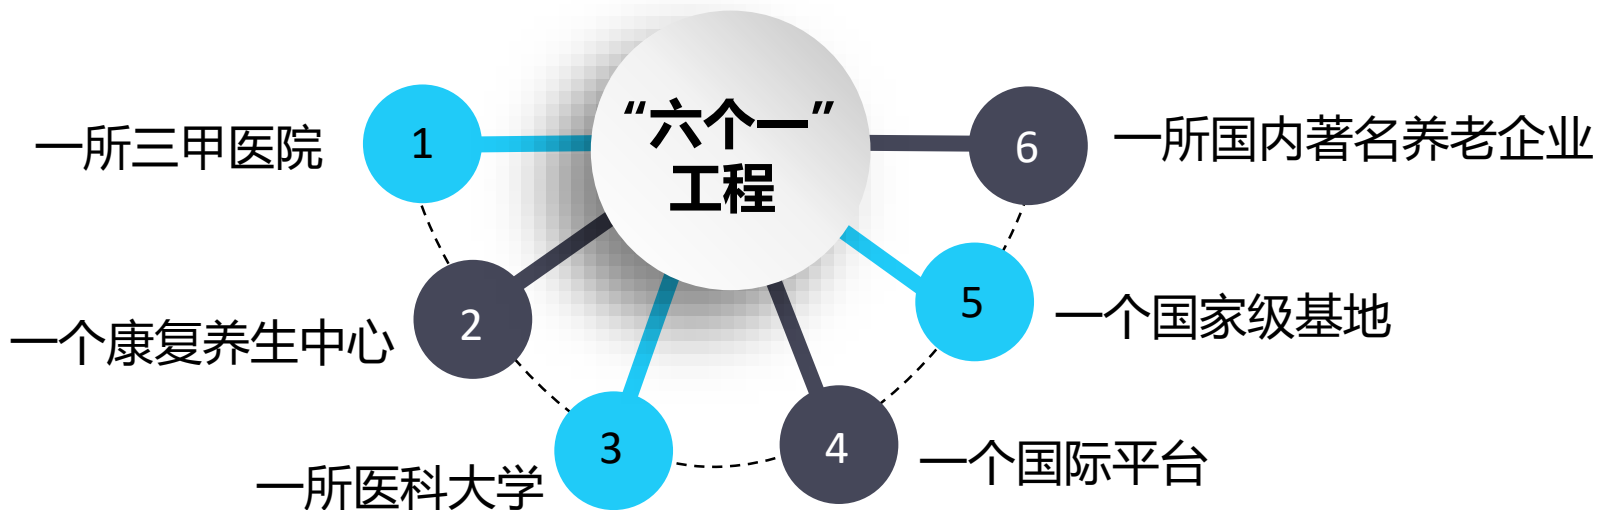 “六个一”
工程
1
一所三甲医院
2
一个康复养生中心
3
一所医科大学
4
一个国际平台
5
一个国家级基地
6
一所国内著名养老企业